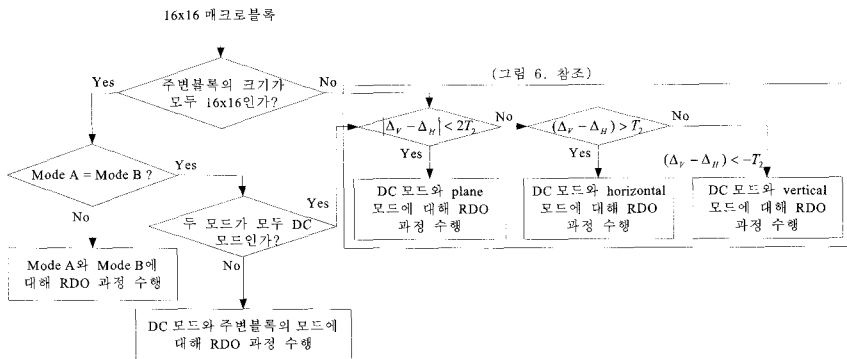 16x16 매크로블록
(그림 6. 참조)
Yes
주변블록의 크기가
모두 16x16인가?
No
|Δ_V − Δ_H| < 2T_2
No
(Δ_V − Δ_H) > T_2
No
Yes
Yes
(Δ_V − Δ_H) < −T_2
Mode A = Mode B ?
Yes
No
DC 모드와 plane
모드에 대해 RDO
과정 수행
DC 모드와 horizontal
모드에 대해 RDO
과정 수행
DC 모드와 vertical
모드에 대해 RDO
과정 수행
두 모드가 모두 DC
모드인가?
Yes
No
Mode A와 Mode B에
대해 RDO 과정 수행
DC 모드와 주변블록의 모드에
대해 RDO 과정 수행